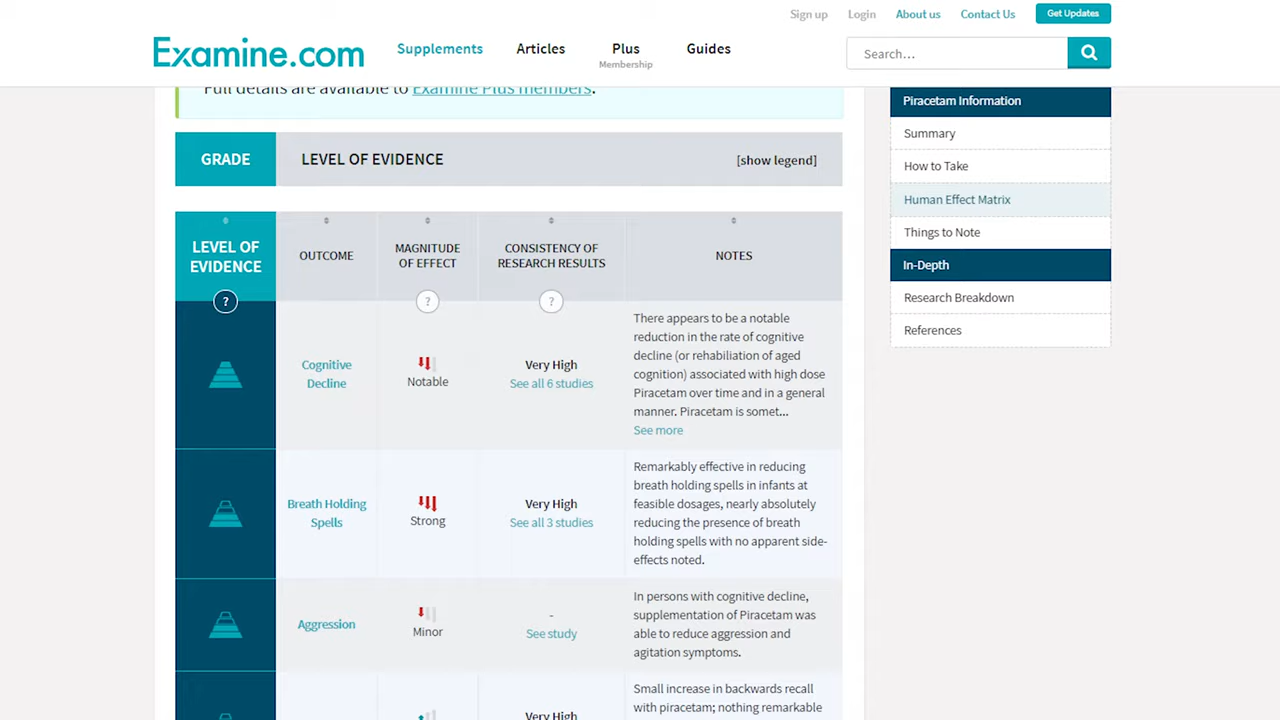 Sign up Login About us Contact Us Get Updates
Examine.com Supplements Articles Plus Guides
Membership
Search...
Full details are available to Examine Plus members.
GRADE LEVEL OF EVIDENCE [show legend]
LEVEL OF
EVIDENCE
?
OUTCOME
MAGNITUDE
OF EFFECT
?
CONSISTENCY OF
RESEARCH RESULTS
?
NOTES
Cognitive
Decline
Notable
Very High
See all 6 studies
There appears to be a notable
reduction in the rate of cognitive
decline (or rehabiliation of aged
cognition) associated with high dose
Piracetam over time and in a general
manner. Piracetam is somet...
See more
Breath Holding
Spells
Strong
Very High
See all 3 studies
Remarkably effective in reducing
breath holding spells in infants at
feasible dosages, nearly absolutely
reducing the presence of breath
holding spells with no apparent side-
effects noted.
Aggression
Minor
-
See study
In persons with cognitive decline,
supplementation of Piracetam was
able to reduce aggression and
agitation symptoms.
Very High
Small increase in backwards recall
with piracetam; nothing remarkable
Piracetam Information
Summary
How to Take
Human Effect Matrix
Things to Note
In-Depth
Research Breakdown
References